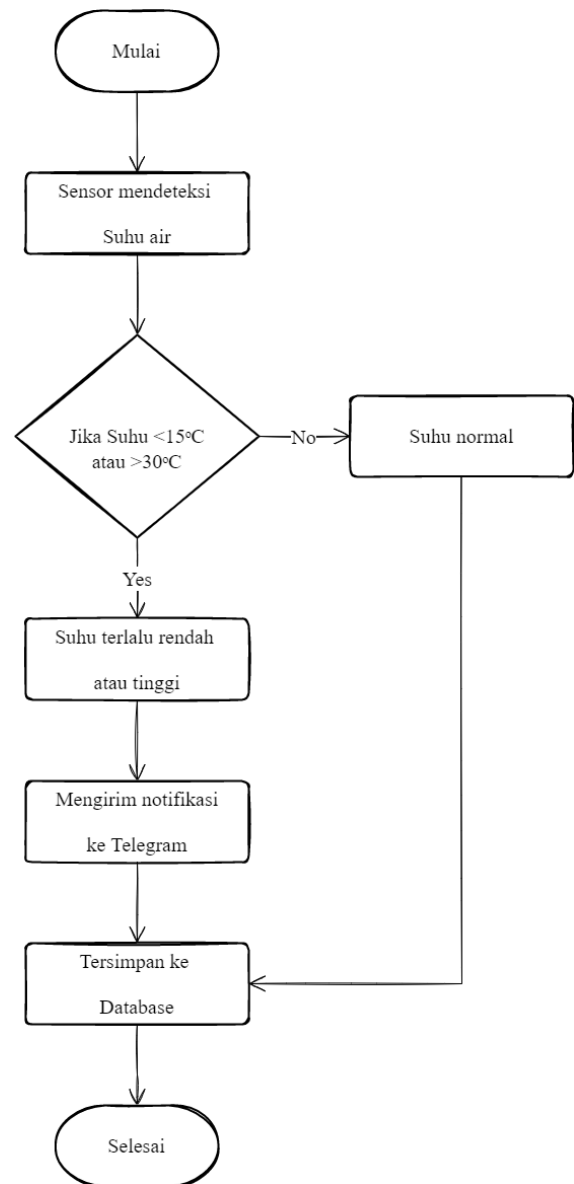 Mulai
Sensor mendeteksi
Suhu air
Jika Suhu <15°C
atau >30°C
No
Suhu normal
Yes
Suhu terlalu rendah
atau tinggi
Mengirim notifikasi
ke Telegram
Tersimpan ke
Database
Selesai